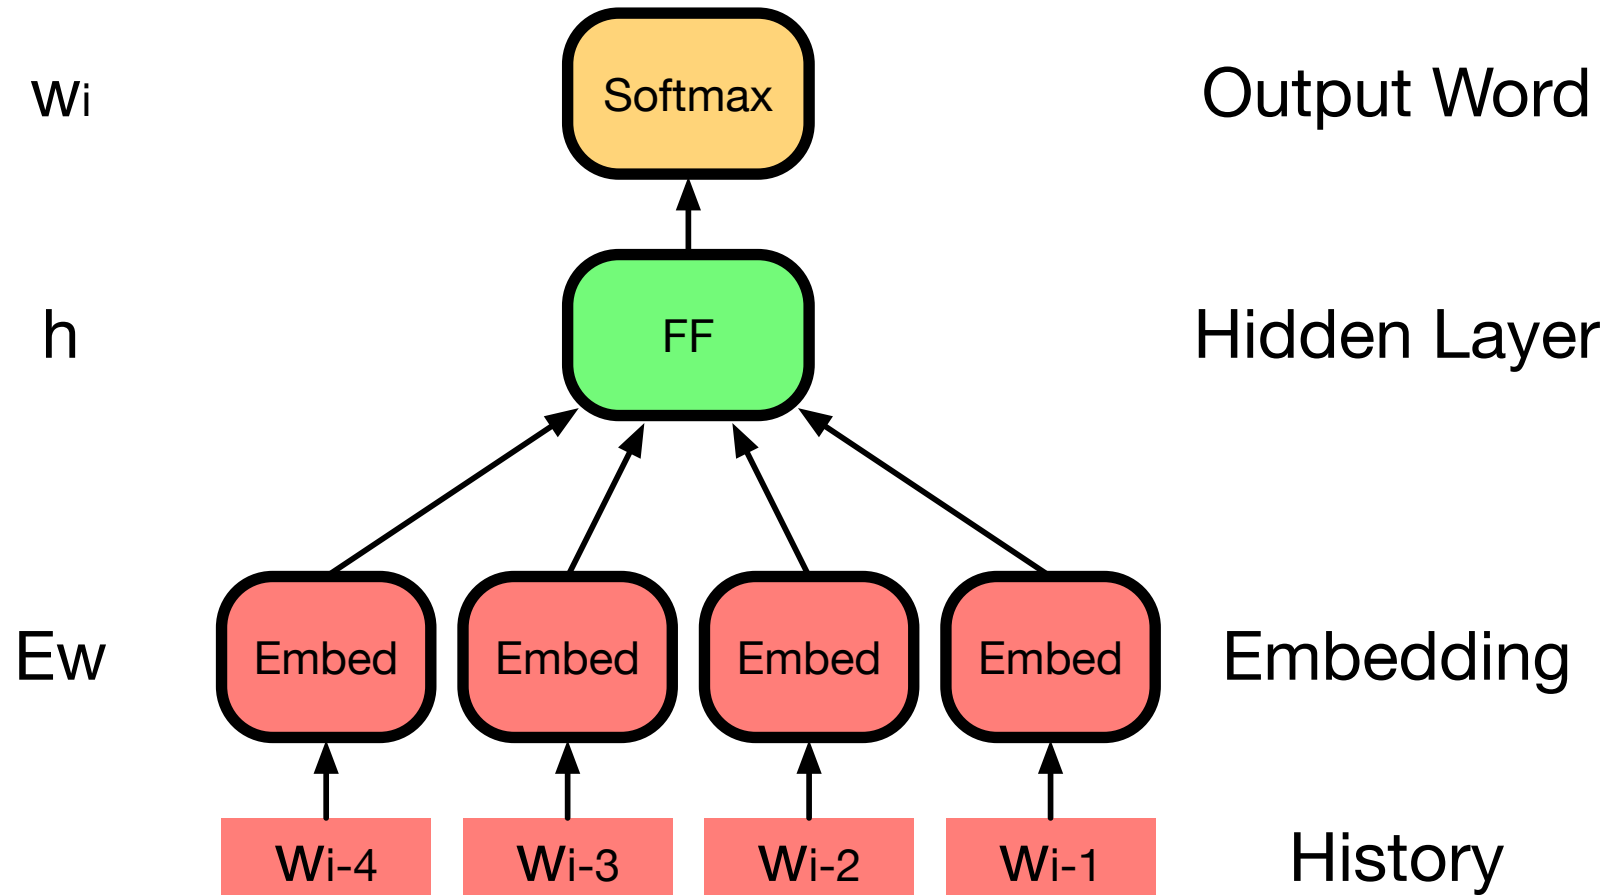 wi Softmax Output Word
h FF Hidden Layer
Ew Embed Embed Embed Embed Embedding
wi-4 wi-3 wi-2 wi-1 History